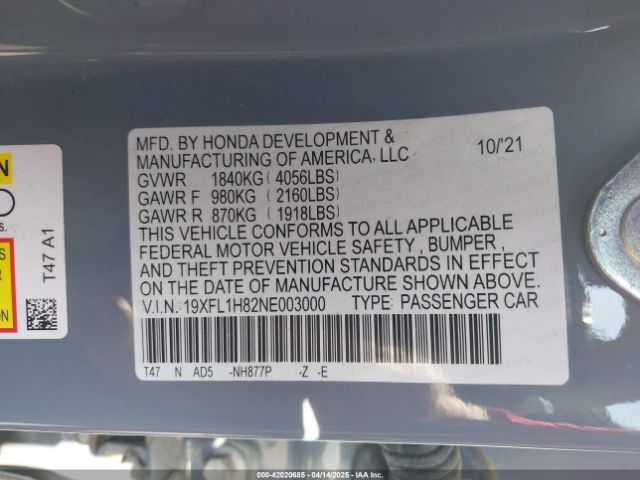 MFD. BY HONDA DEVELOPMENT & MANUFACTURING OF AMERICA, LLC 10/'21
GVWR 1840KG ( 4056LBS)
GAWR F 980KG ( 2160LBS)
GAWR R 870KG ( 1918LBS)
THIS VEHICLE CONFORMS TO ALL APPLICABLE
FEDERAL MOTOR VEHICLE SAFETY , BUMPER ,
AND THEFT PREVENTION STANDARDS IN EFFECT
ON THE DATE OF MANUFACTURE SHOWN ABOVE.
V.I.N. 19XFL1H82NE003000 TYPE: PASSENGER CAR
T47 N AD5 -NH877P -Z -E
T47 A1
000-42020685 - 04/14/2025 - IAA Inc.